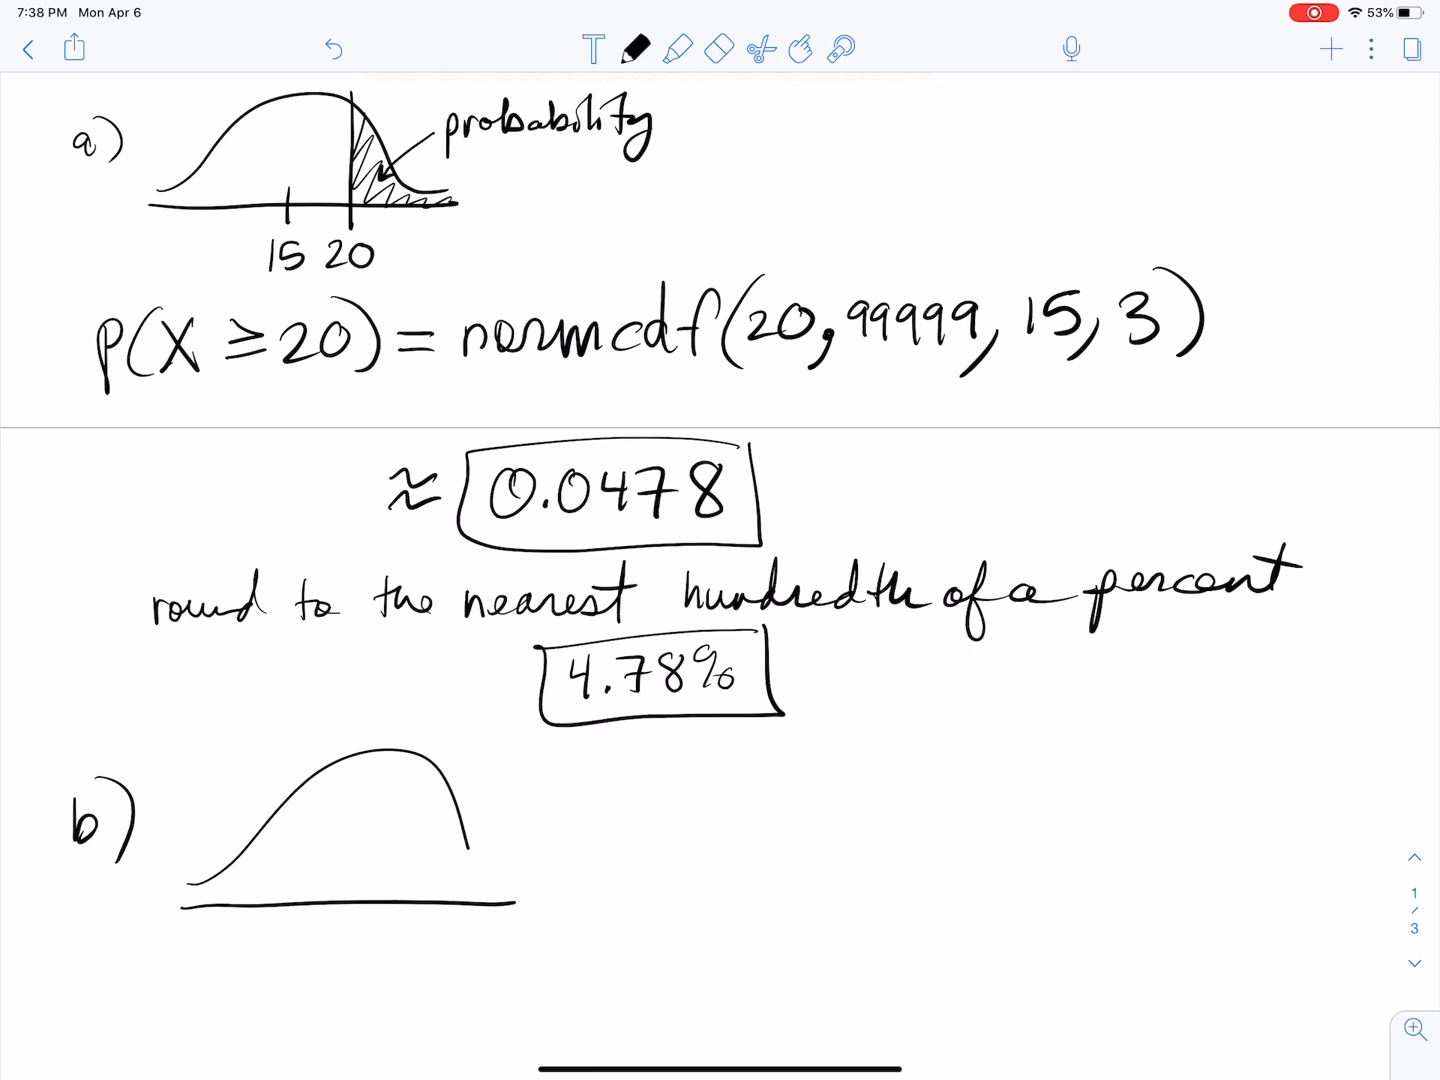 7:38 PM Mon Apr 6 53%
T
a)
probability
15 20
p(X ≥ 20) = normcdf(20, 99999, 15, 3)
≈ 0.0478
round to the nearest hundredth of a percent
4.78%
b)
1
/
3